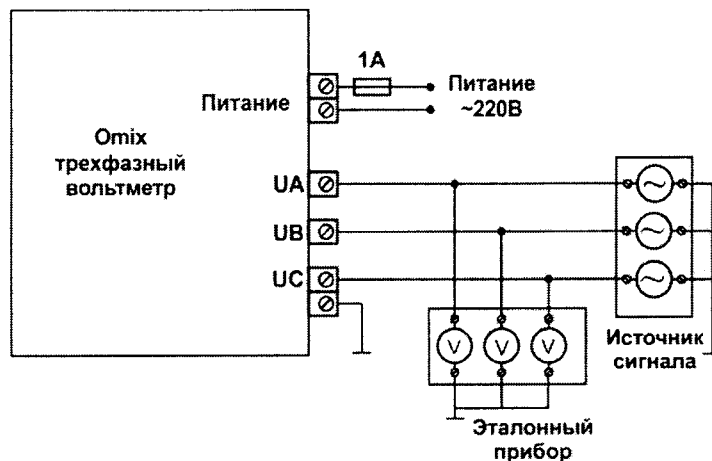 1А
Питание
Питание
~220В
Omix
трехфазный
вольтметр
UA
UB
UC
V V V
Источник
сигнала
Эталонный
прибор